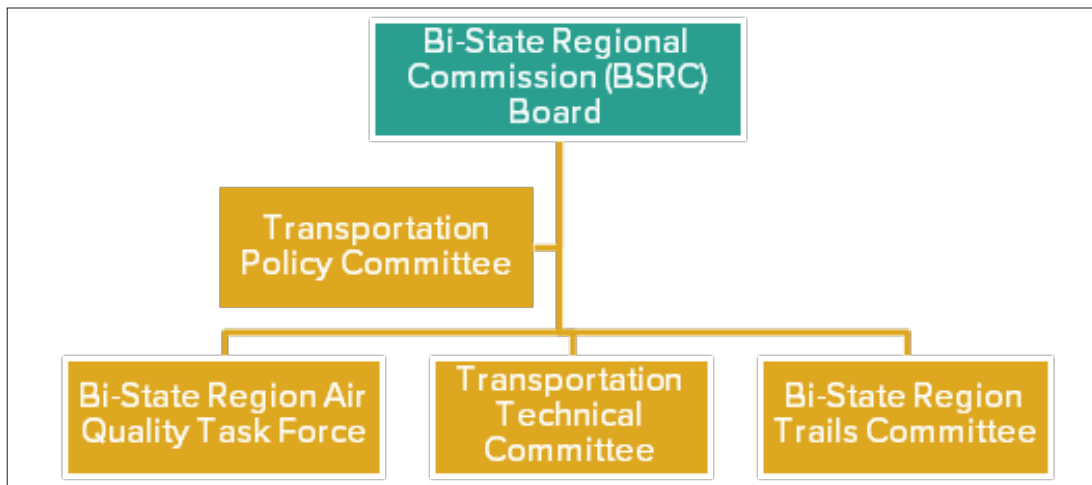 Bi-State Regional
Commission (BSRC)
Board
Transportation
Policy Committee
Bi-State Region Air
Quality Task Force
Transportation
Technical
Committee
Bi-State Region
Trails Committee